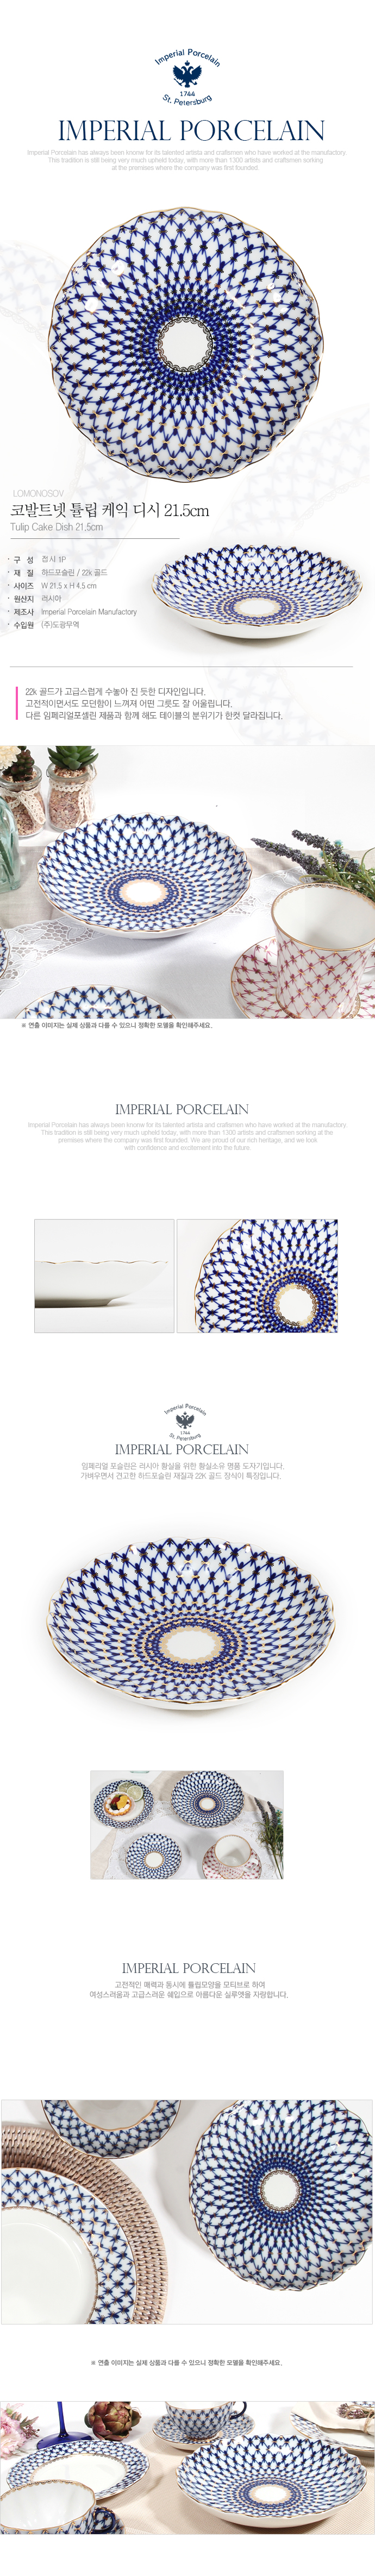 Imperial Porcelain
1744
St. Petersburg
IMPERIAL PORCELAIN
Imperial Porcelain has always been knonw for its talented artista and craftsmen who have worked at the manufactory.
This tradition is still being very much upheld today, with more than 1300 artists and craftsmen sorking
at the premises where the company was first founded.
LOMONOSOV
코발트넷 튤립 케익 디시 21.5cm
Tulip Cake Dish 21.5cm
· 구 성 접시 1P
· 재 질 하드포슬린 / 22k 골드
· 사이즈 W 21.5 x H 4.5 cm
· 원산지 러시아
· 제조사 Imperial Porcelain Manufactory
· 수입원 (주)도광무역
22k 골드가 고급스럽게 수놓아 진 듯한 디자인입니다.
고전적이면서도 모던함이 느껴져 어떤 그릇도 잘 어울립니다.
다른 임페리얼포셀린 제품과 함께 해도 테이블의 분위기가 한컷 달라집니다.
※ 연출 이미지는 실제 상품과 다를 수 있으니 정확한 모델을 확인해주세요.
IMPERIAL PORCELAIN
Imperial Porcelain has always been knonw for its talented artista and craftsmen who have worked at the manufactory.
This tradition is still being very much upheld today, with more than 1300 artists and craftsmen sorking at the
premises where the company was first founded. We are proud of our rich heritage, and we look
with confidence and excitement into the future.
Imperial Porcelain
1744
St. Petersburg
IMPERIAL PORCELAIN
임페리얼 포슬린은 러시아 황실을 위한 황실소유 명품 도자기입니다.
가벼우면서 견고한 하드포슬린 재질과 22K 골드 장식이 특징입니다.
IMPERIAL PORCELAIN
고전적인 매력과 동시에 튤립모양을 모티브로 하여
여성스러움과 고급스러운 쉐입으로 아름다운 실루엣을 자랑합니다.
※ 연출 이미지는 실제 상품과 다를 수 있으니 정확한 모델을 확인해주세요.